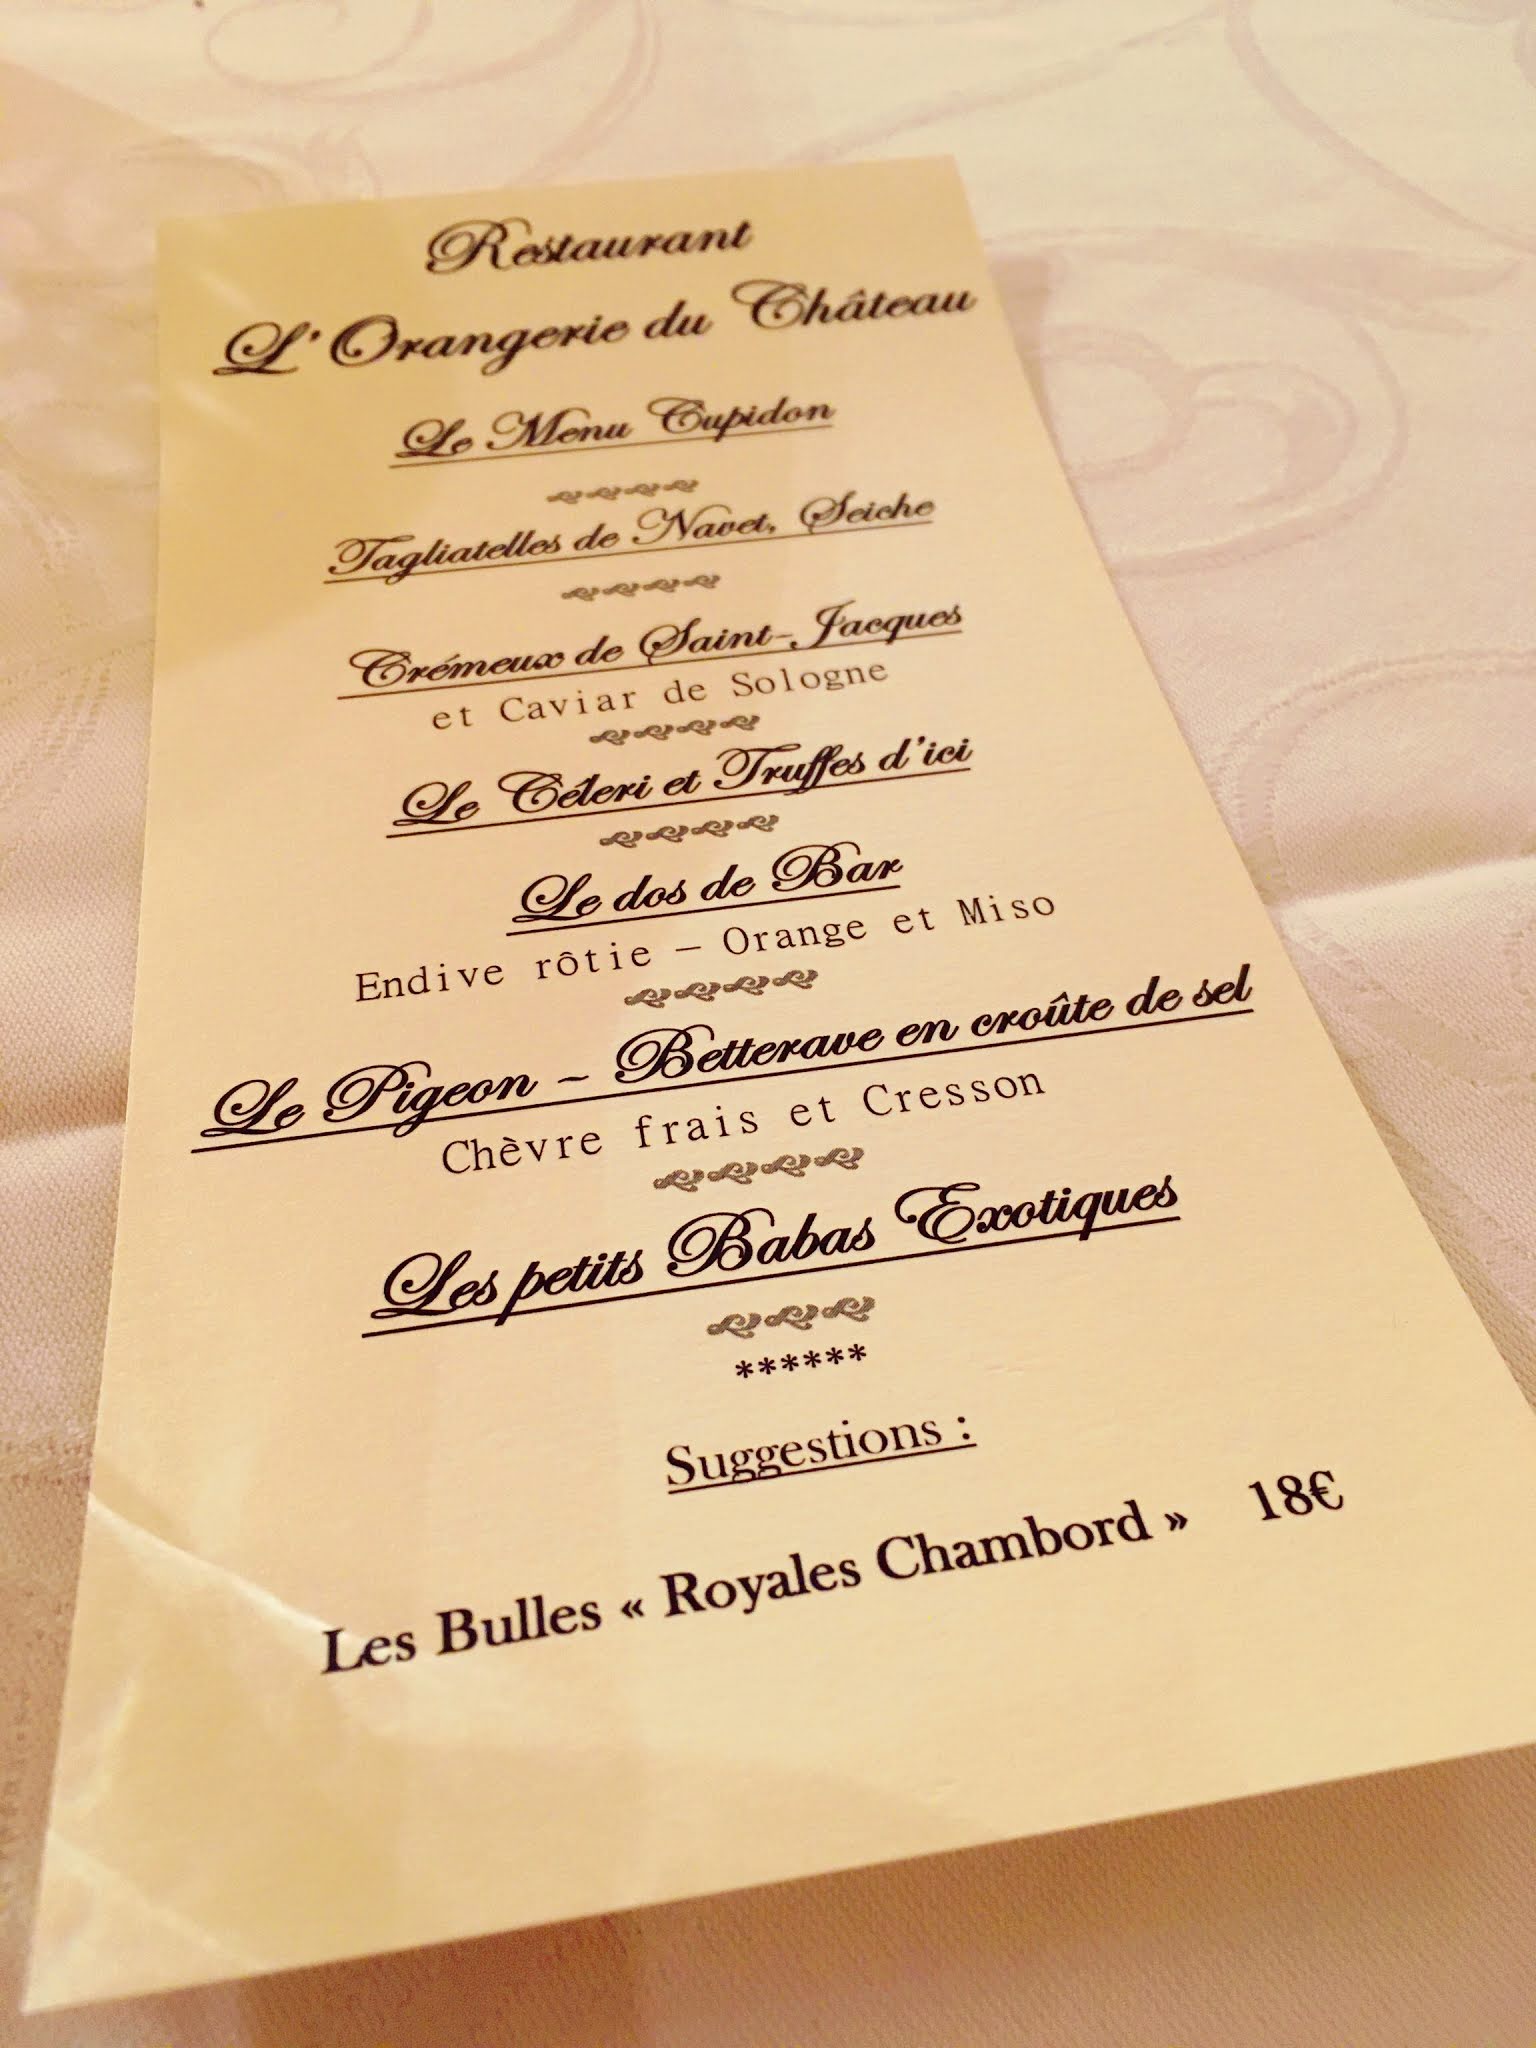 Restaurant
L'Orangerie du Château
Le Menu Cupidon
Tagliatelles de Navet, Seiche
Crémeux de Saint-Jacques
et Caviar de Sologne
Le Céleri et Truffes d'ici
Le dos de Bar
Endive rôtie – Orange et Miso
Le Pigeon ~ Betterave en croûte de sel
Chèvre frais et Cresson
Les petits Babas Exotiques
******
Suggestions :
Les Bulles « Royales Chambord » 18€